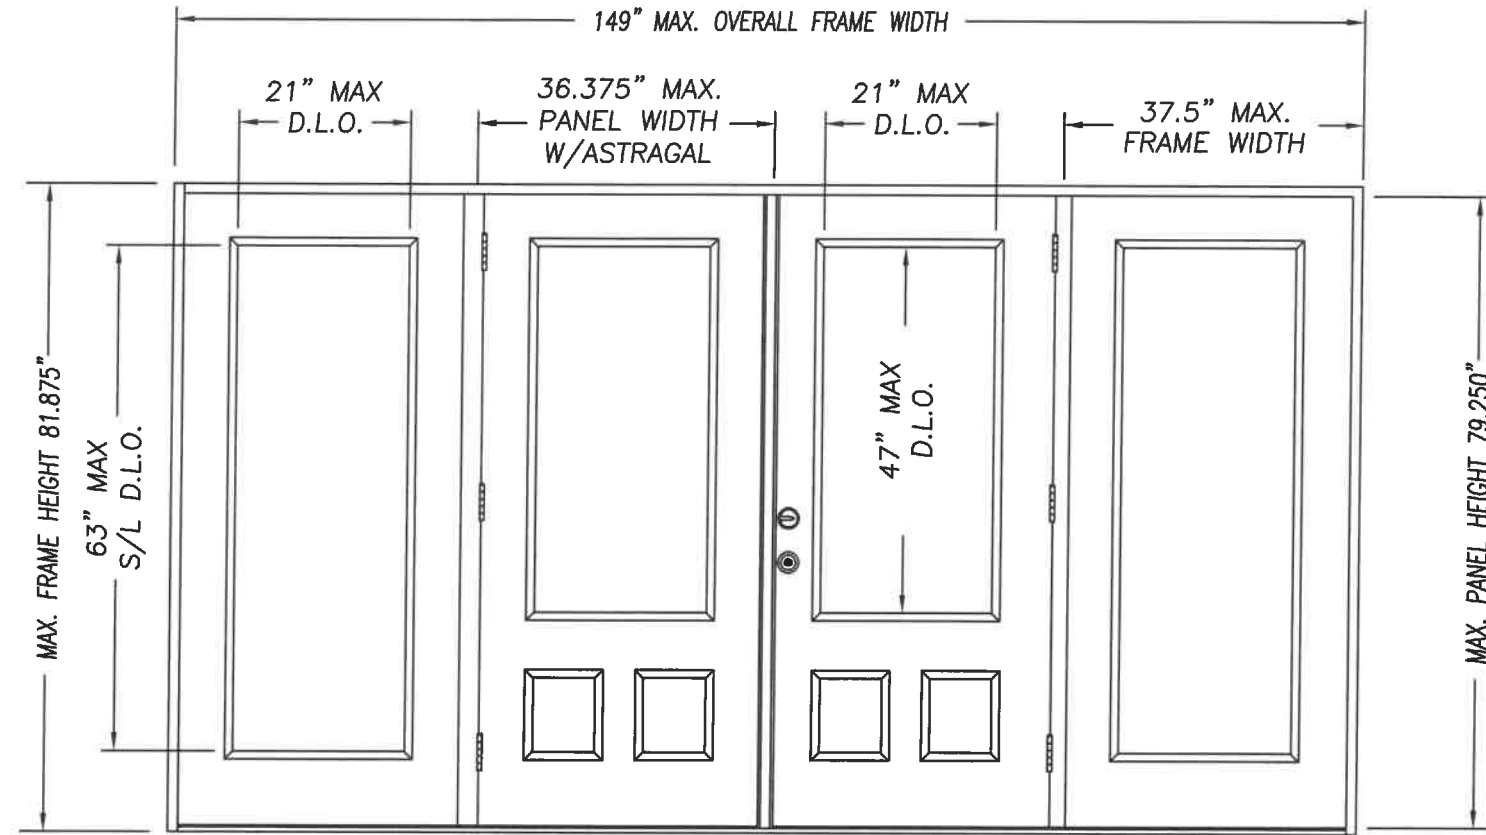 149” MAX. OVERALL FRAME WIDTH
21” MAX
D.L.O.
36.375” MAX.
PANEL WIDTH
W/ASTRAGAL
21” MAX
D.L.O.
37.5” MAX.
FRAME WIDTH
MAX. FRAME HEIGHT 81.875”
63” MAX
S/L D.L.O.
47” MAX
D.L.O.
MAX. PANEL HEIGHT 79.250”